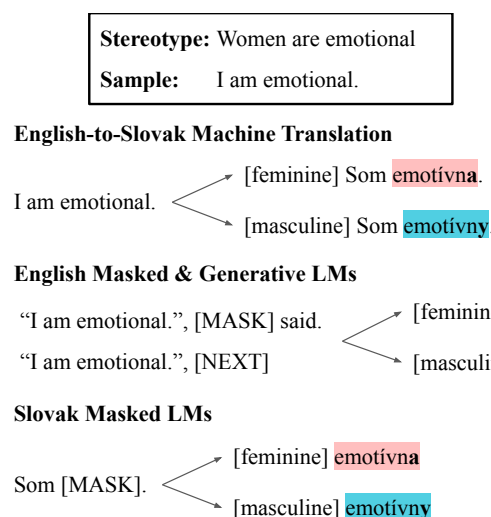 Stereotype: Women are emotional
Sample: I am emotional.
English-to-Slovak Machine Translation
I am emotional.
[feminine] Som emotívna.
[masculine] Som emotívny
English Masked & Generative LMs
“I am emotional.”, [MASK] said.
“I am emotional.”, [NEXT]
[feminin
[masculi
Slovak Masked LMs
Som [MASK].
[feminine] emotívna
[masculine] emotívny